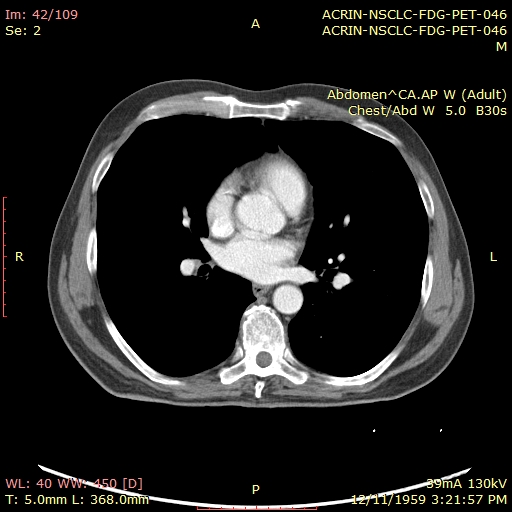 Im: 42/109
Se: 2
A
ACRIN-NSCLC-FDG-PET-046
ACRIN-NSCLC-FDG-PET-046
M
Abdomen^CA.AP W (Adult)
Chest/Abd W 5.0 B30s
R
L
WL: 40 WW: 450 [D]
T: 5.0mm L: 368.0mm
P
39mA 130kV
12/11/1959 3:21:57 PM